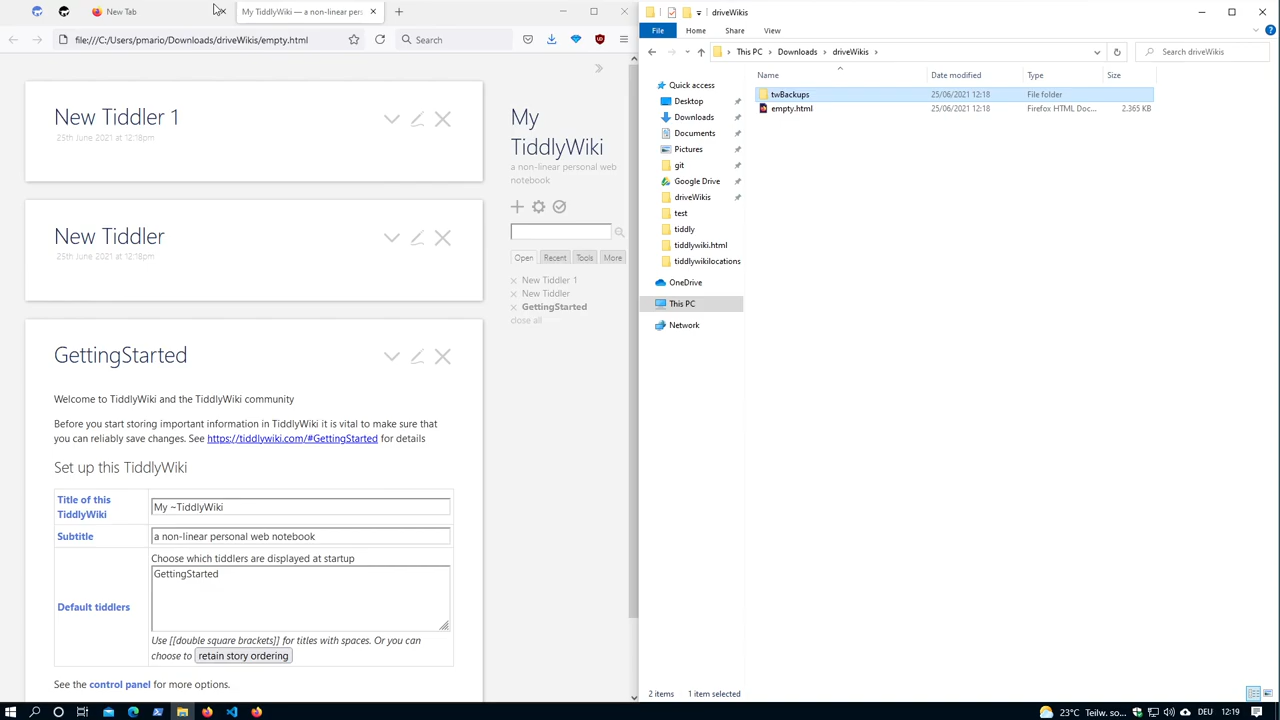 New Tab
My TiddlyWiki — a non-linear pers
file:///C:/Users/pmario/Downloads/driveWikis/empty.html
Search
New Tiddler 1
25th June 2021 at 12:18pm
New Tiddler
25th June 2021 at 12:18pm
GettingStarted
Welcome to TiddlyWiki and the TiddlyWiki community
Before you start storing important information in TiddlyWiki it is vital to make sure that
you can reliably save changes. See https://tiddlywiki.com/#GettingStarted for details
Set up this TiddlyWiki
Title of this
TiddlyWiki
My ~TiddlyWiki
Subtitle
a non-linear personal web notebook
Default tiddlers
Choose which tiddlers are displayed at startup
GettingStarted
Use [[double square brackets]] for titles with spaces. Or you can
choose to retain story ordering
See the control panel for more options.
My
TiddlyWiki
a non-linear personal web
notebook
Open
Recent
Tools
More
New Tiddler 1
New Tiddler
GettingStarted
close all
driveWikis
File
Home
Share
View
This PC
Downloads
driveWikis
Search driveWikis
Name
Date modified
Type
Size
twBackups
25/06/2021 12:18
File folder
empty.html
25/06/2021 12:18
Firefox HTML Doc...
2.365 KB
Quick access
Desktop
Downloads
Documents
Pictures
git
Google Drive
driveWikis
test
tiddly
tiddlywiki.html
tiddlywikilocations
OneDrive
This PC
Network
2 items
1 item selected
23°C
Teilw. so...
DEU
12:19